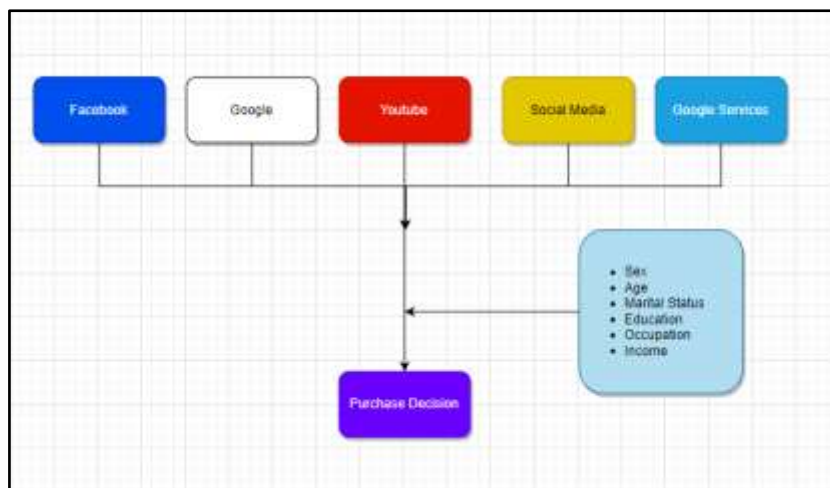 Facebook
Google
Youtube
Social Media
Google Services
Sex
Age
Marital Status
Education
Occupation
Income
Purchase Decision